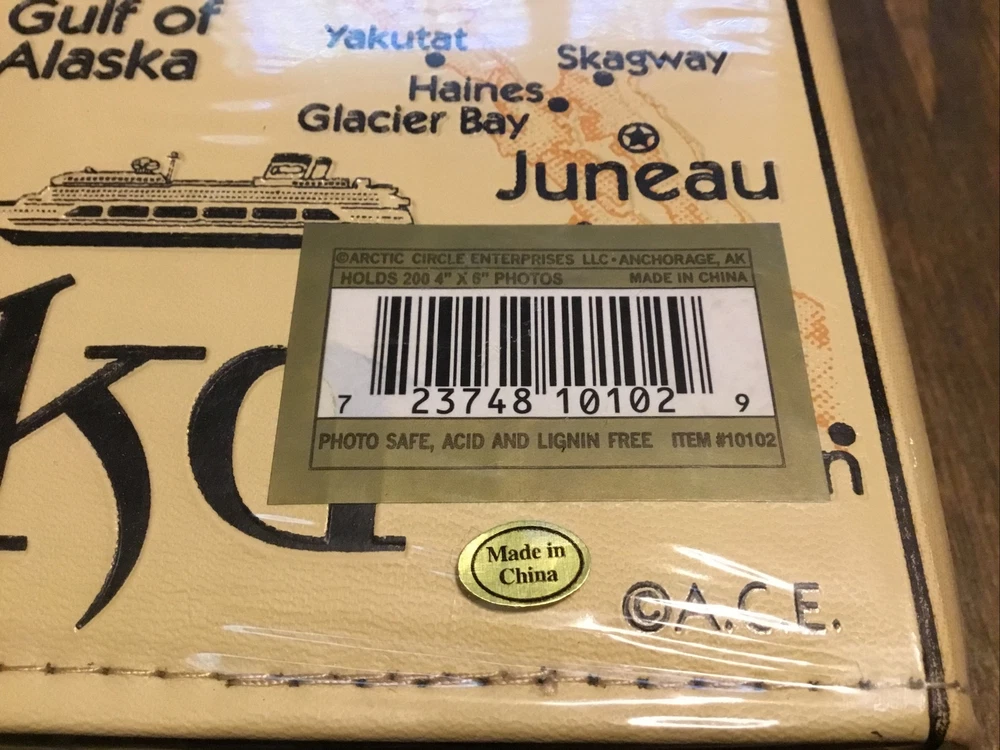 Gulf of
Alaska
Yakutat
Skagway
Haines
Glacier Bay
Juneau
©ARCTIC CIRCLE ENTERPRISES LLC•ANCHORAGE, AK
HOLDS 200 4" X 6" PHOTOS MADE IN CHINA
7 23748 10102 9
PHOTO SAFE, ACID AND LIGNIN FREE ITEM #10102
ka
n
Made in
China
©A.C.E.